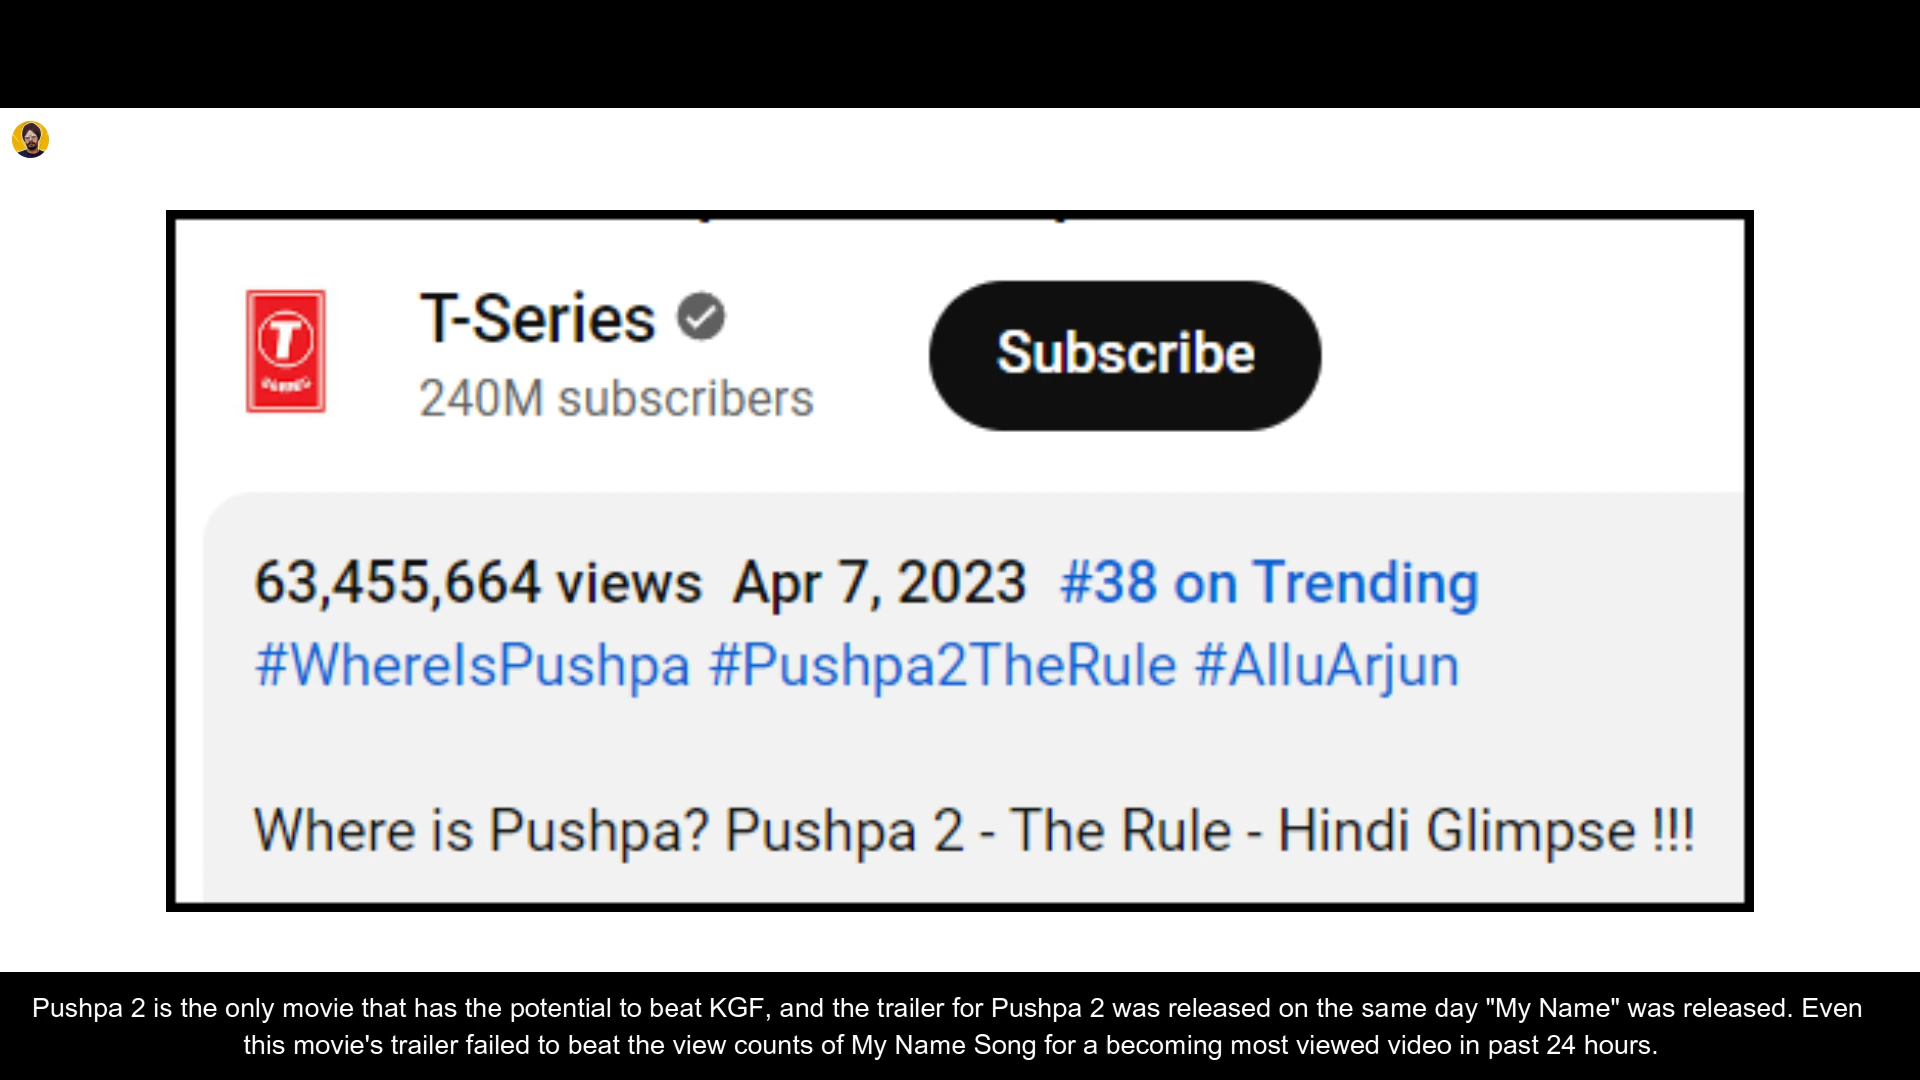 T-Series
240M subscribers
Subscribe
63,455,664 views Apr 7, 2023 #38 on Trending
#WhereIsPushpa #Pushpa2TheRule #AlluArjun
Where is Pushpa? Pushpa 2 - The Rule - Hindi Glimpse !!!
Pushpa 2 is the only movie that has the potential to beat KGF, and the trailer for Pushpa 2 was released on the same day "My Name" was released. Even
this movie's trailer failed to beat the view counts of My Name Song for a becoming most viewed video in past 24 hours.